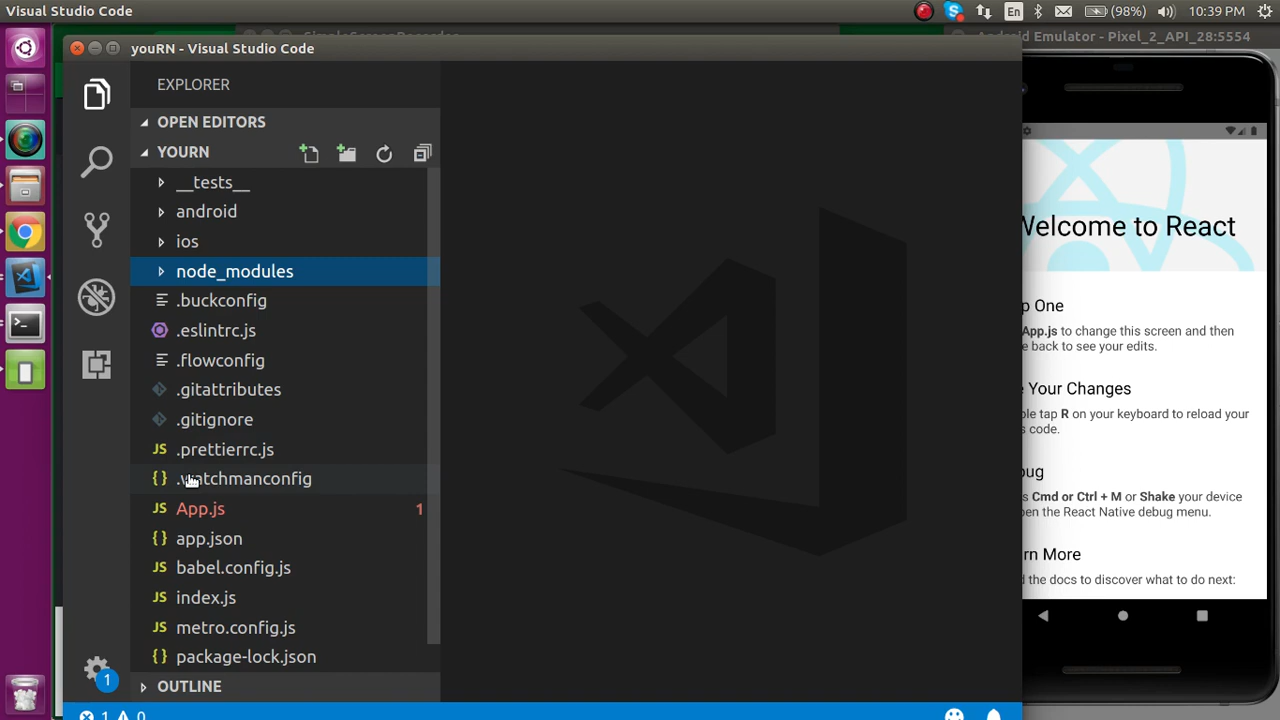 Visual Studio Code
En
(98%)
10:39 PM
Android Emulator - Pixel_2_API_28:5554
youRN - Visual Studio Code
EXPLORER
OPEN EDITORS
YOURN
__tests__
android
ios
node_modules
.buckconfig
.eslintrc.js
.flowconfig
.gitattributes
.gitignore
.prettierrc.js
.watchmanconfig
App.js 1
app.json
babel.config.js
index.js
metro.config.js
package-lock.json
OUTLINE
1
1 0
Welcome to React
p One
App.js to change this screen and then
e back to see your edits.
e Your Changes
ble tap R on your keyboard to reload your
s code.
oug
s Cmd or Ctrl + M or Shake your device
open the React Native debug menu.
rn More
d the docs to discover what to do next: